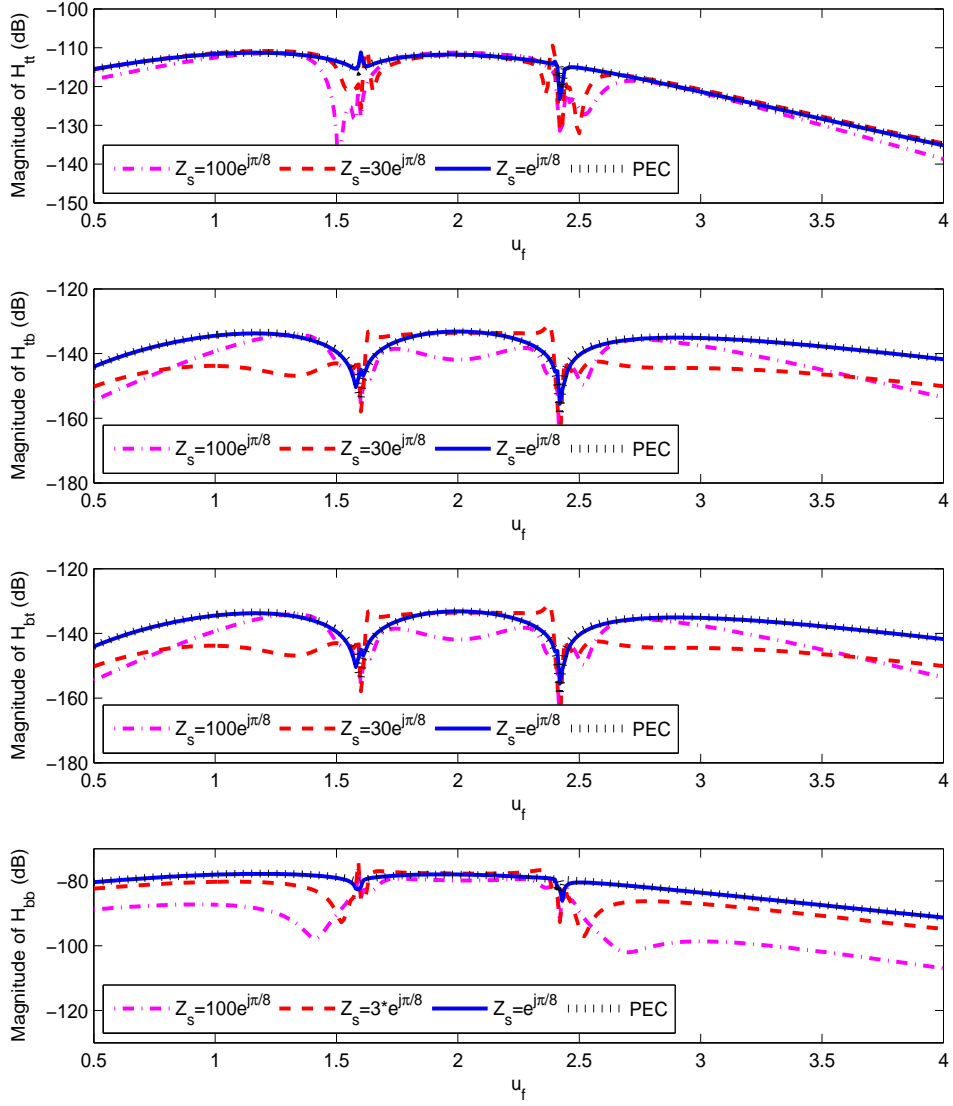 −100
−110
−120
−130
−140
−150
Magnitude of H_tt (dB)
Z_s=100e^jπ/8 Z_s=30e^jπ/8 Z_s=e^jπ/8 PEC
0.5 1 1.5 2 2.5 3 3.5 4
u_f
−120
−140
−160
−180
Magnitude of H_tb (dB)
Z_s=100e^jπ/8 Z_s=30e^jπ/8 Z_s=e^jπ/8 PEC
0.5 1 1.5 2 2.5 3 3.5 4
u_f
−120
−140
−160
−180
Magnitude of H_bt (dB)
Z_s=100e^jπ/8 Z_s=30e^jπ/8 Z_s=e^jπ/8 PEC
0.5 1 1.5 2 2.5 3 3.5 4
u_f
−80
−100
−120
Magnitude of H_bb (dB)
Z_s=100e^jπ/8 Z_s=3*e^jπ/8 Z_s=e^jπ/8 PEC
0.5 1 1.5 2 2.5 3 3.5 4
u_f